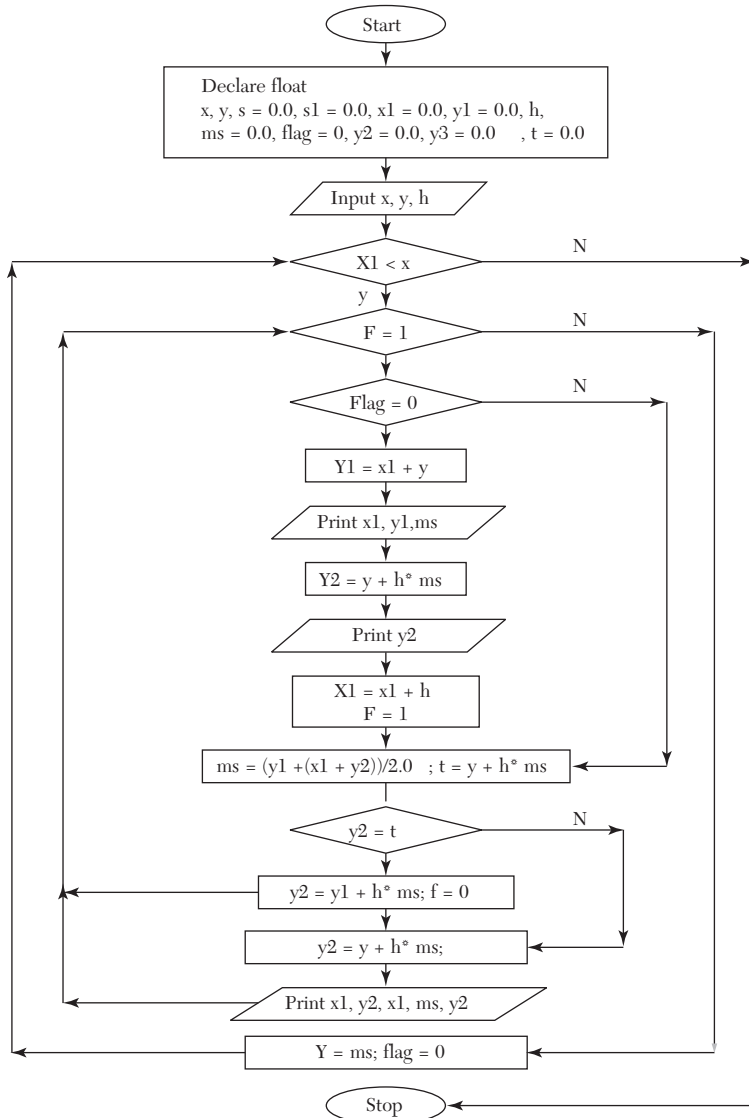 Start
Declare float
x, y, s = 0.0, s1 = 0.0, x1 = 0.0, y1 = 0.0, h,
ms = 0.0, flag = 0, y2 = 0.0, y3 = 0.0 , t = 0.0
Input x, y, h
X1 < x
N
y
F = 1
N
Flag = 0
N
Y1 = x1 + y
Print x1, y1,ms
Y2 = y + h* ms
Print y2
X1 = x1 + h
F = 1
ms = (y1 +(x1 + y2))/2.0 ; t = y + h* ms
y2 = t
N
y2 = y1 + h* ms; f = 0
y2 = y + h* ms;
Print x1, y2, x1, ms, y2
Y = ms; flag = 0
Stop